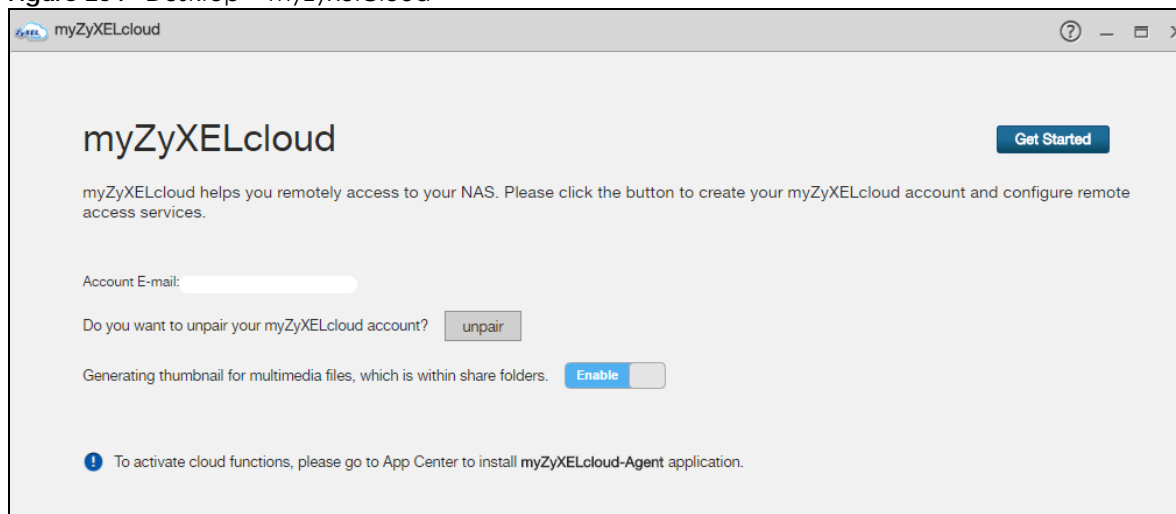 myZyXELcloud
myZyXELcloud
Get Started
myZyXELcloud helps you remotely access to your NAS. Please click the button to create your myZyXELcloud account and configure remote
access services.
Account E-mail:
Do you want to unpair your myZyXELcloud account? unpair
Generating thumbnail for multimedia files, which is within share folders. Enable
To activate cloud functions, please go to App Center to install myZyXELcloud-Agent application.